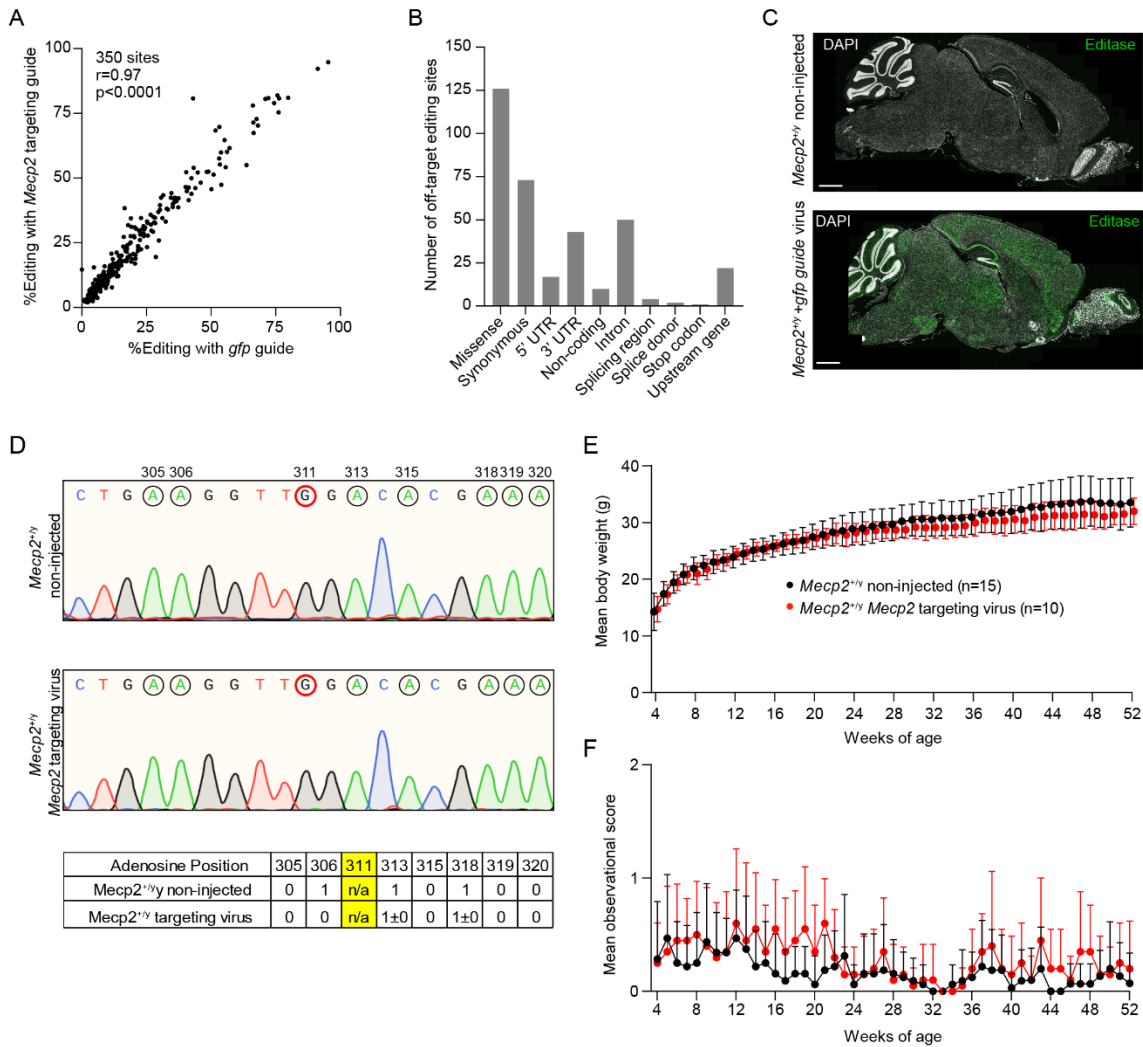 A
350 sites
r=0.97
p<0.0001
%Editing with Mecp2 targeting guide
100
75
50
25
0
0 25 50 75 100
%Editing with gfp guide
B
Number of off-target editing sites
150
125
100
75
50
25
0
Missense
Synonymous
5' UTR
3' UTR
Non-coding
Intron
Splicing region
Splice donor
Stop codon
Upstream gene
C
Mecp2+/y non-injected
DAPI Editase
Mecp2+/y +gfp guide virus
DAPI Editase
D
Mecp2+/y
non-injected
305 306 311 313 315 318 319 320
C T G A A G G T T G G A C A C G A A A
Mecp2+/y
Mecp2 targeting virus
C T G A A G G T T G G A C A C G A A A
Adenosine Position 305 306 311 313 315 318 319 320
Mecp2+/yy non-injected 0 1 n/a 1 0 1 0 0
Mecp2+/y targeting virus 0 0 n/a 1±0 0 1±0 0 0
E
Mean body weight (g)
40
30
20
10
0
Mecp2+/y non-injected (n=15)
Mecp2+/y Mecp2 targeting virus (n=10)
4 8 12 16 20 24 28 32 36 40 44 48 52
Weeks of age
F
Mean observational score
2
1
0
4 8 12 16 20 24 28 32 36 40 44 48 52
Weeks of age